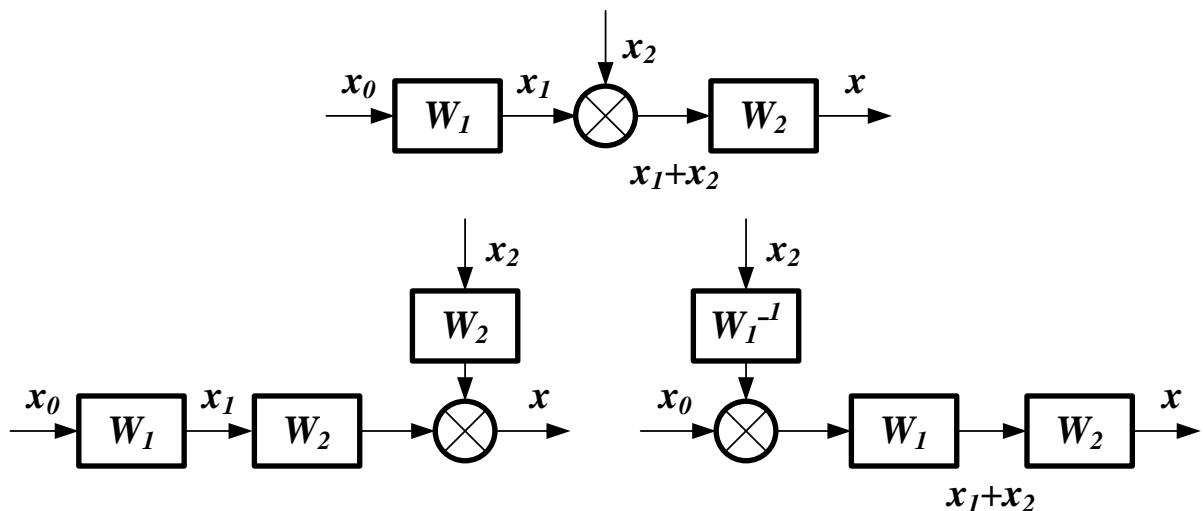 x₂
x₀ W₁ x₁ W₂ x
x₁+x₂
x₂ x₂
W₂ W₁⁻¹
x₀ W₁ x₁ W₂ x x₀ W₁ W₂ x
x₁+x₂